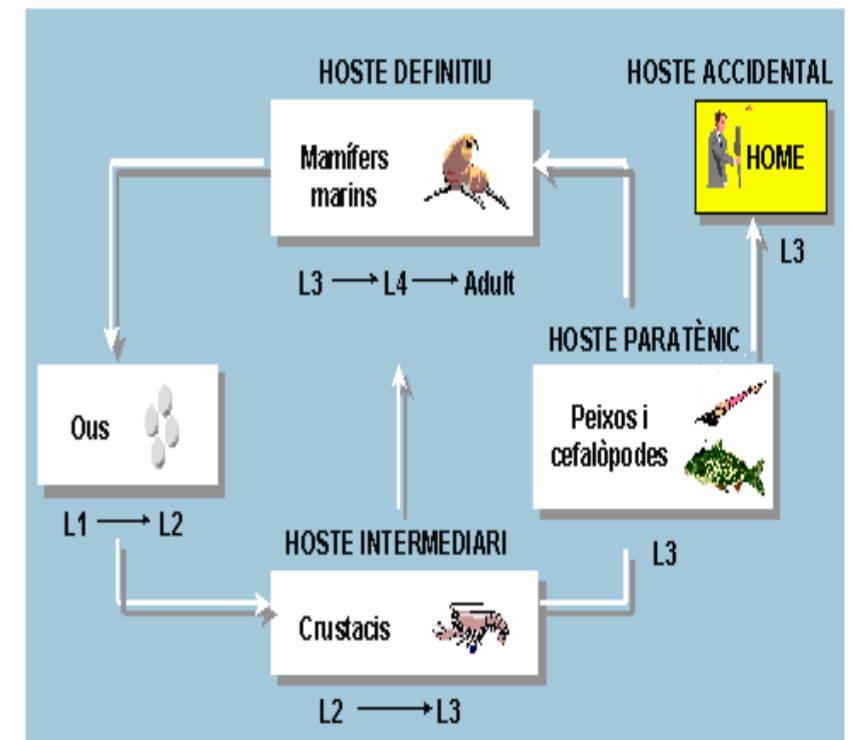 HOSTE DEFINITIU
HOSTE ACCIDENTAL
Mamífers
marins
HOME
L3
L3 → L4 → Adult
HOSTE PARATÈNIC
Ous
Peixos i
cefalòpodes
L1 → L2
HOSTE INTERMEDIARI
L3
Crustacis
L2 → L3